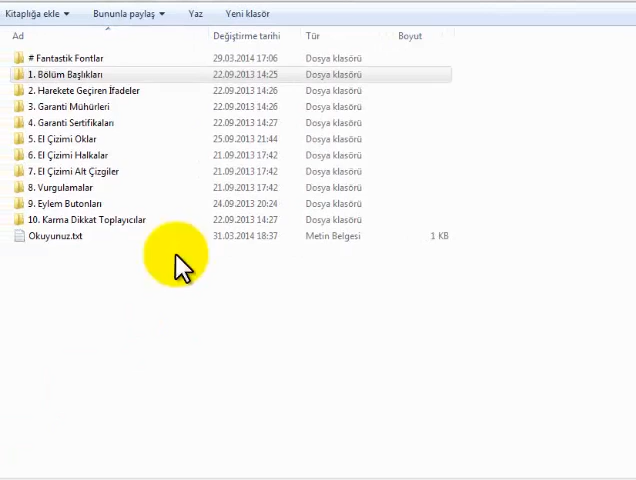 Kitaplığa ekle Bununla paylaş Yaz Yeni klasör
Ad Değiştirme tarihi Tür Boyut
# Fantastik Fontlar 29.03.2014 17:06 Dosya klasörü
1. Bölüm Başlıkları 22.09.2013 14:25 Dosya klasörü
2. Harekete Geçiren İfadeler 22.09.2013 14:26 Dosya klasörü
3. Garanti Mühürleri 22.09.2013 14:26 Dosya klasörü
4. Garanti Sertifikaları 22.09.2013 14:27 Dosya klasörü
5. El Çizimi Oklar 25.09.2013 21:44 Dosya klasörü
6. El Çizimi Halkalar 21.09.2013 17:42 Dosya klasörü
7. El Çizimi Alt Çizgiler 21.09.2013 17:42 Dosya klasörü
8. Vurgulamalar 21.09.2013 17:42 Dosya klasörü
9. Eylem Butonları 24.09.2013 20:24 Dosya klasörü
10. Karma Dikkat Toplayıcılar 22.09.2013 14:27 Dosya klasörü
Okuyunuz.txt 31.03.2014 18:37 Metin Belgesi 1 KB